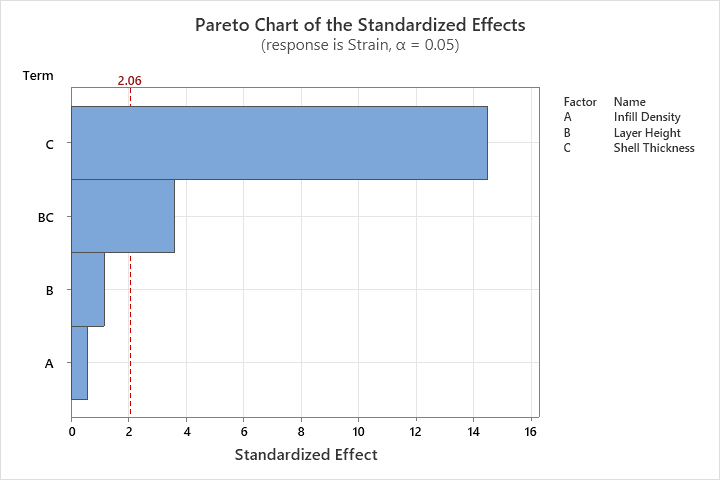 Pareto Chart of the Standardized Effects
(response is Strain, α = 0.05)
Term
2.06
Factor Name
A Infill Density
B Layer Height
C Shell Thickness
C
BC
B
A
0 2 4 6 8 10 12 14 16
Standardized Effect